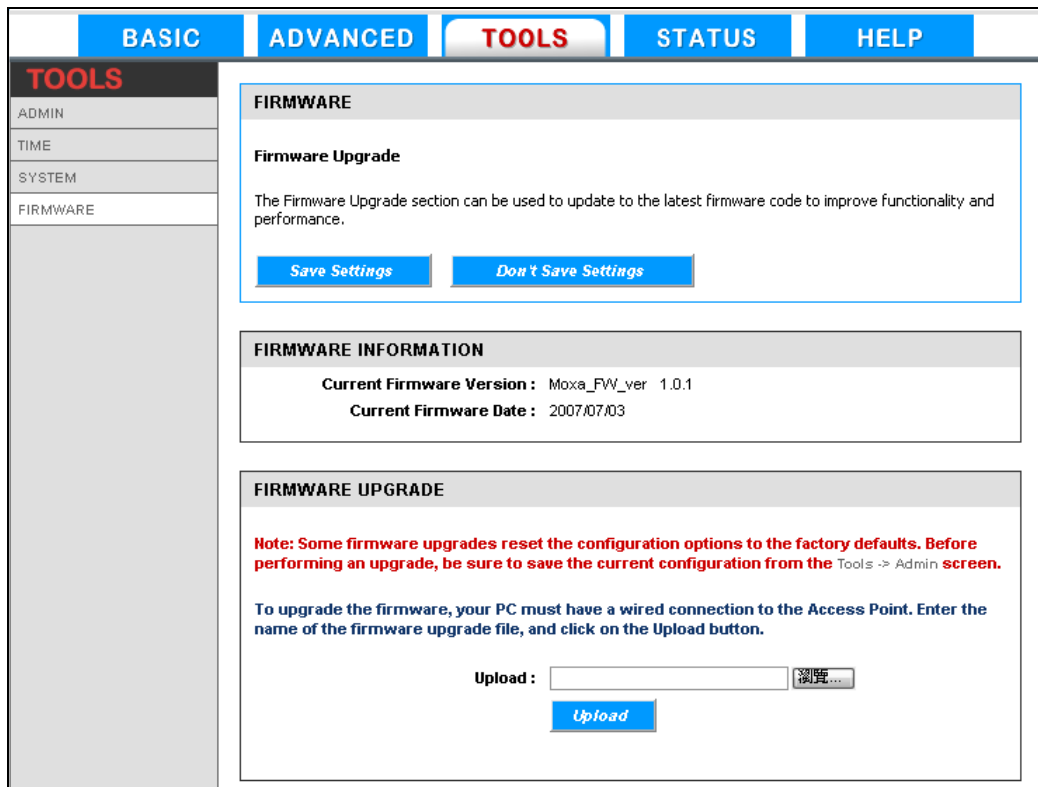 BASIC ADVANCED TOOLS STATUS HELP
TOOLS
ADMIN
TIME
SYSTEM
FIRMWARE
FIRMWARE
Firmware Upgrade
The Firmware Upgrade section can be used to update to the latest firmware code to improve functionality and
performance.
Save Settings Don't Save Settings
FIRMWARE INFORMATION
Current Firmware Version : Moxa_FW_ver 1.0.1
Current Firmware Date : 2007/07/03
FIRMWARE UPGRADE
Note: Some firmware upgrades reset the configuration options to the factory defaults. Before
performing an upgrade, be sure to save the current configuration from the Tools -> Admin screen.
To upgrade the firmware, your PC must have a wired connection to the Access Point. Enter the
name of the firmware upgrade file, and click on the Upload button.
Upload : 瀏覽...
Upload